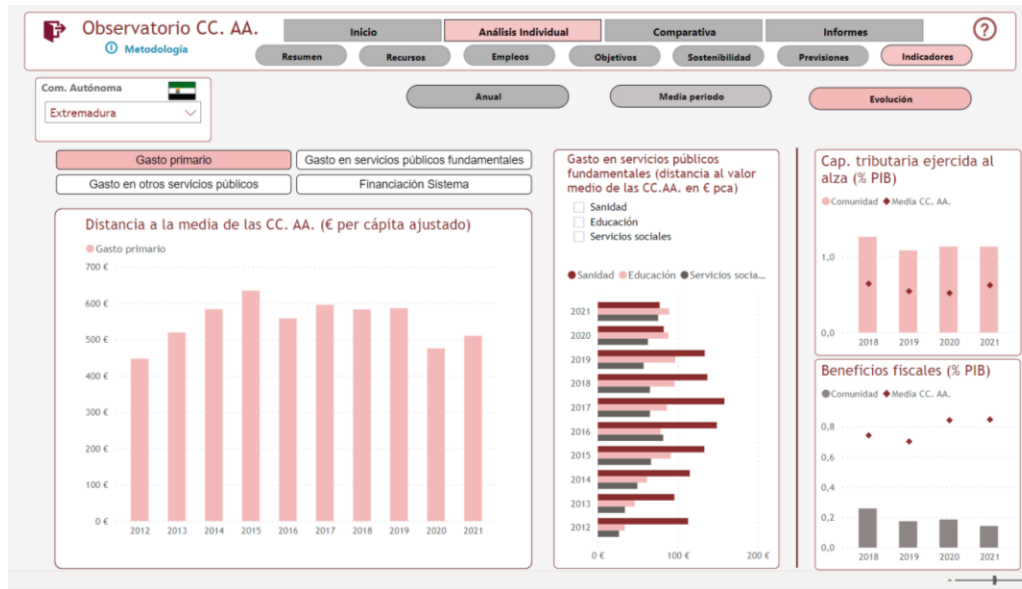 Observatorio CC. AA.
Metodología
Inicio
Análisis Individual
Comparativa
Informes
?
Resumen
Recursos
Empleos
Objetivos
Sostenibilidad
Previsiones
Indicadores
Com. Autónoma
Extremadura
Anual
Media periodo
Evolución
Gasto primario
Gasto en servicios públicos fundamentales
Gasto en otros servicios públicos
Financiación Sistema
Distancia a la media de las CC. AA. (€ per cápita ajustado)
Gasto primario
700 €
600 €
500 €
400 €
300 €
200 €
100 €
0 €
2012 2013 2014 2015 2016 2017 2018 2019 2020 2021
Gasto en servicios públicos
fundamentales (distancia al valor
medio de las CC.AA. en € pca)
Sanidad
Educación
Servicios sociales
Sanidad Educación Servicios socia...
2021
2020
2019
2018
2017
2016
2015
2014
2013
2012
0 € 100 € 200 €
Cap. tributaria ejercida al
alza (% PIB)
Comunidad Media CC. AA.
1,0
0,0
2018 2019 2020 2021
Beneficios fiscales (% PIB)
Comunidad Media CC. AA.
0,8
0,6
0,4
0,2
0,0
2018 2019 2020 2021